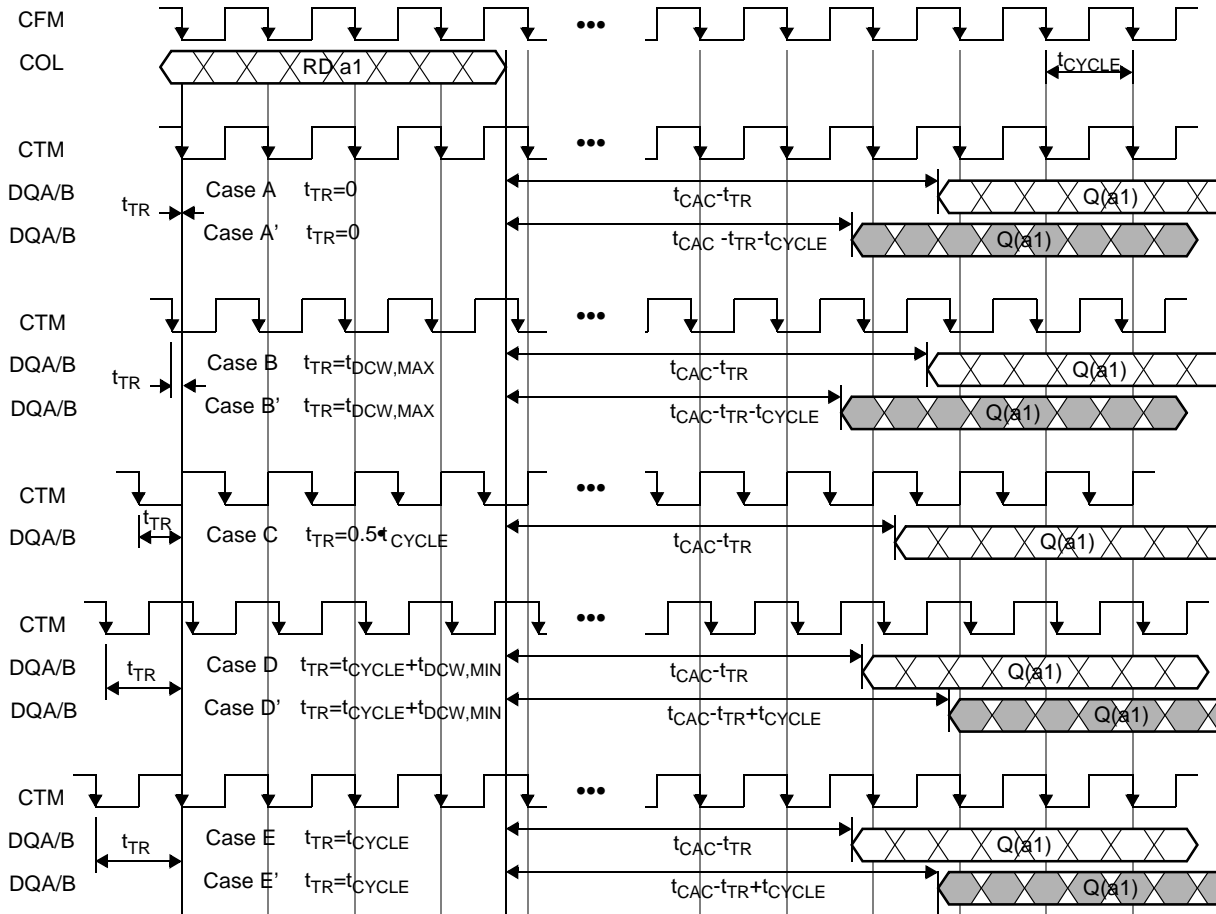 CFM •••
COL RD a1 tCYCLE
CTM •••
DQA/B Case A tTR=0 tCAC-tTR Q(a1)
tTR
DQA/B Case A’ tTR=0 tCAC -tTR-tCYCLE Q(a1)
CTM •••
DQA/B Case B tTR=tDCW,MAX tCAC-tTR Q(a1)
tTR
DQA/B Case B’ tTR=tDCW,MAX tCAC-tTR-tCYCLE Q(a1)
CTM •••
tTR
DQA/B Case C tTR=0.5•tCYCLE tCAC-tTR Q(a1)
CTM •••
DQA/B tTR Case D tTR=tCYCLE+tDCW,MIN tCAC-tTR Q(a1)
DQA/B Case D’ tTR=tCYCLE+tDCW,MIN tCAC-tTR+tCYCLE Q(a1)
CTM •••
DQA/B tTR Case E tTR=tCYCLE tCAC-tTR Q(a1)
DQA/B Case E’ tTR=tCYCLE tCAC-tTR+tCYCLE Q(a1)